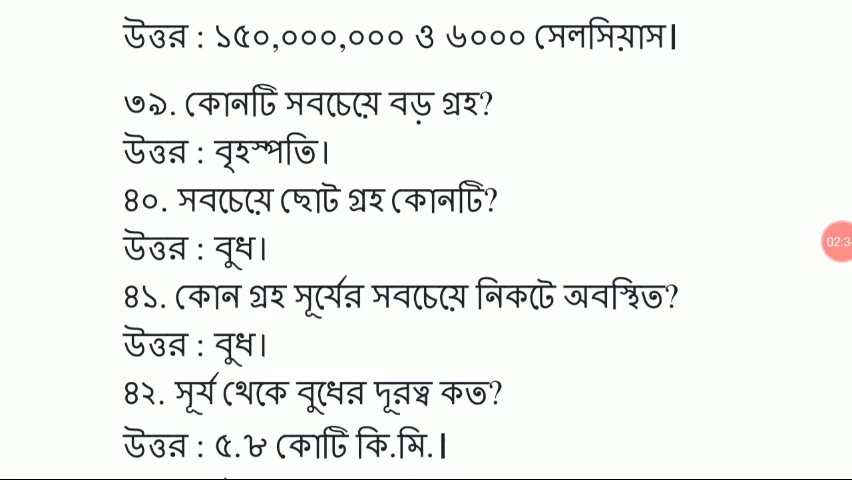 উত্তর : ১৫০,০০০,০০০ ও ৬০০০ সেলসিয়াস।
৩৯. কোনটি সবচেয়ে বড় গ্রহ?
উত্তর : বৃহস্পতি।
৪০. সবচেয়ে ছোট গ্রহ কোনটি?
উত্তর : বুধ।
৪১. কোন গ্রহ সূর্যের সবচেয়ে নিকটে অবস্থিত?
উত্তর : বুধ।
৪২. সূর্য থেকে বুধের দূরত্ব কত?
উত্তর : ৫.৮ কোটি কি.মি.।